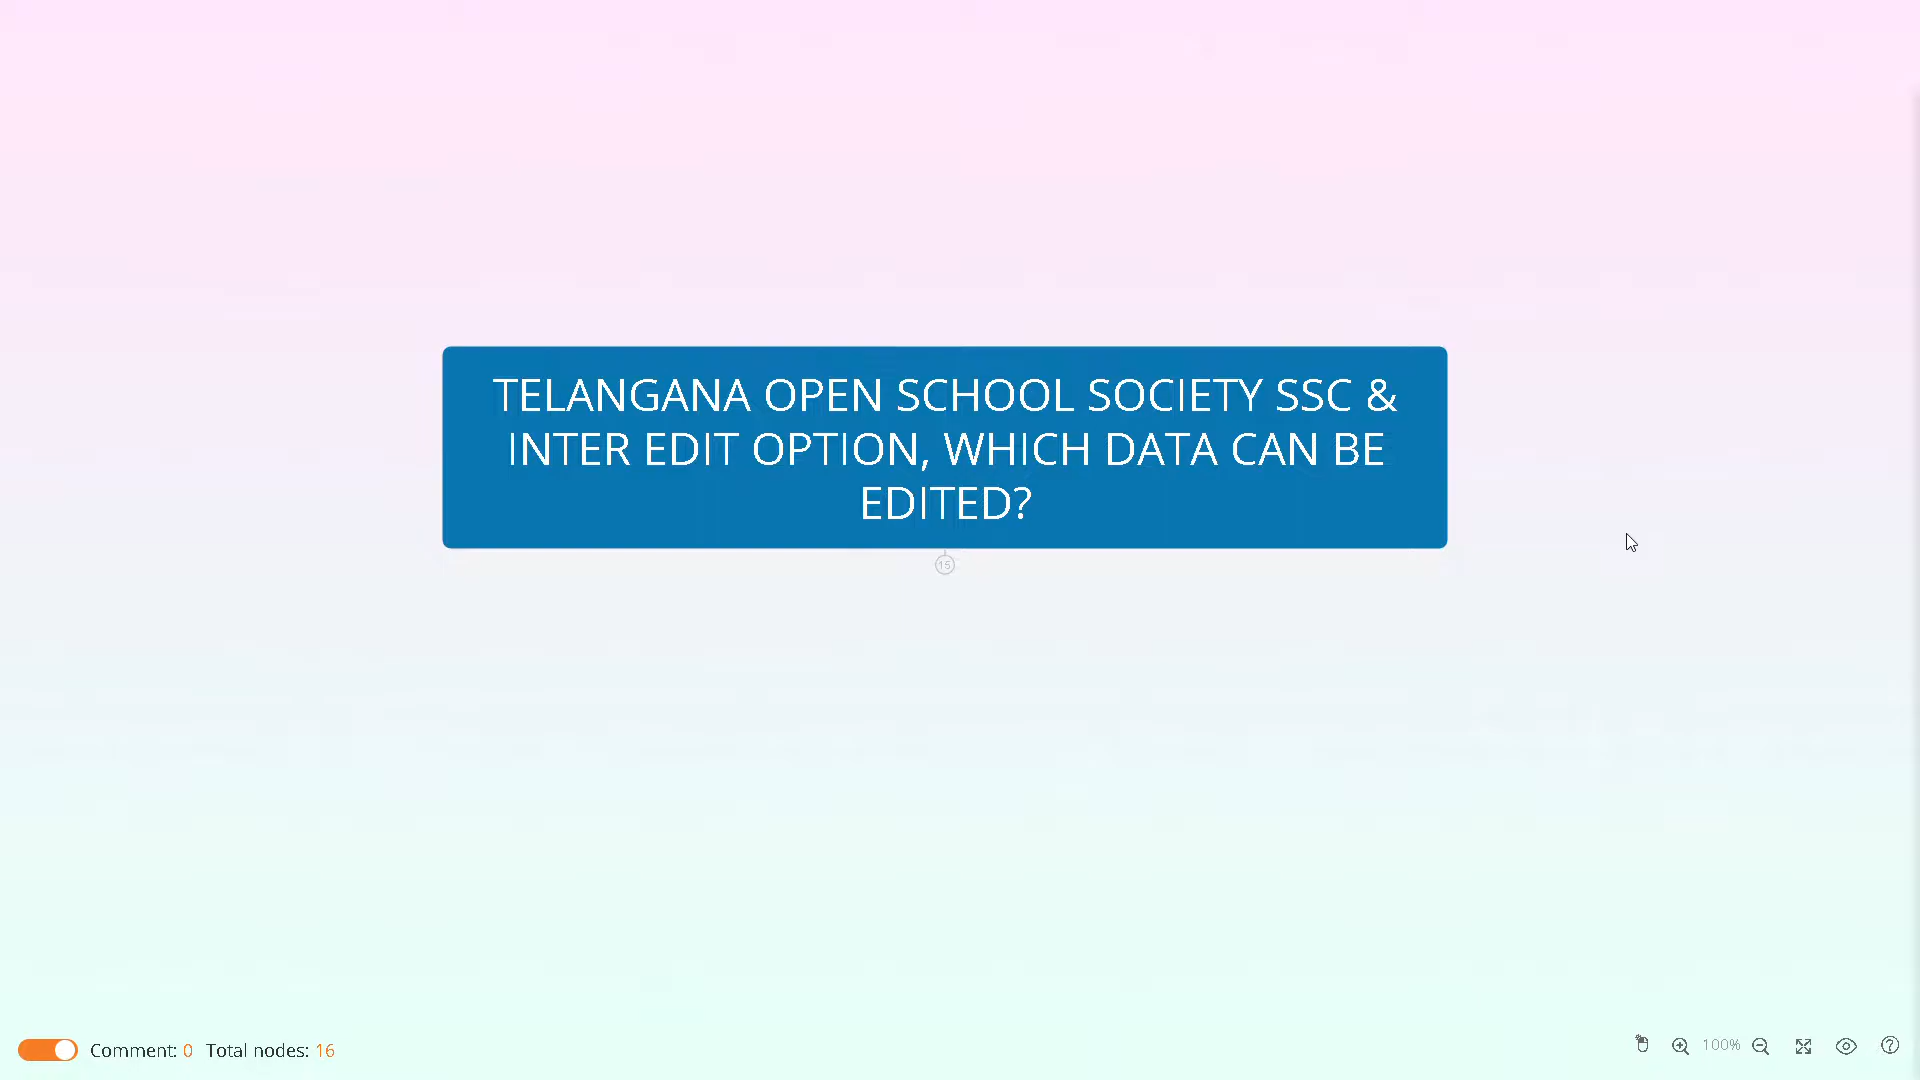 TELANGANA OPEN SCHOOL SOCIETY SSC &
INTER EDIT OPTION, WHICH DATA CAN BE
EDITED?
15
Comment: 0 Total nodes: 16
100%